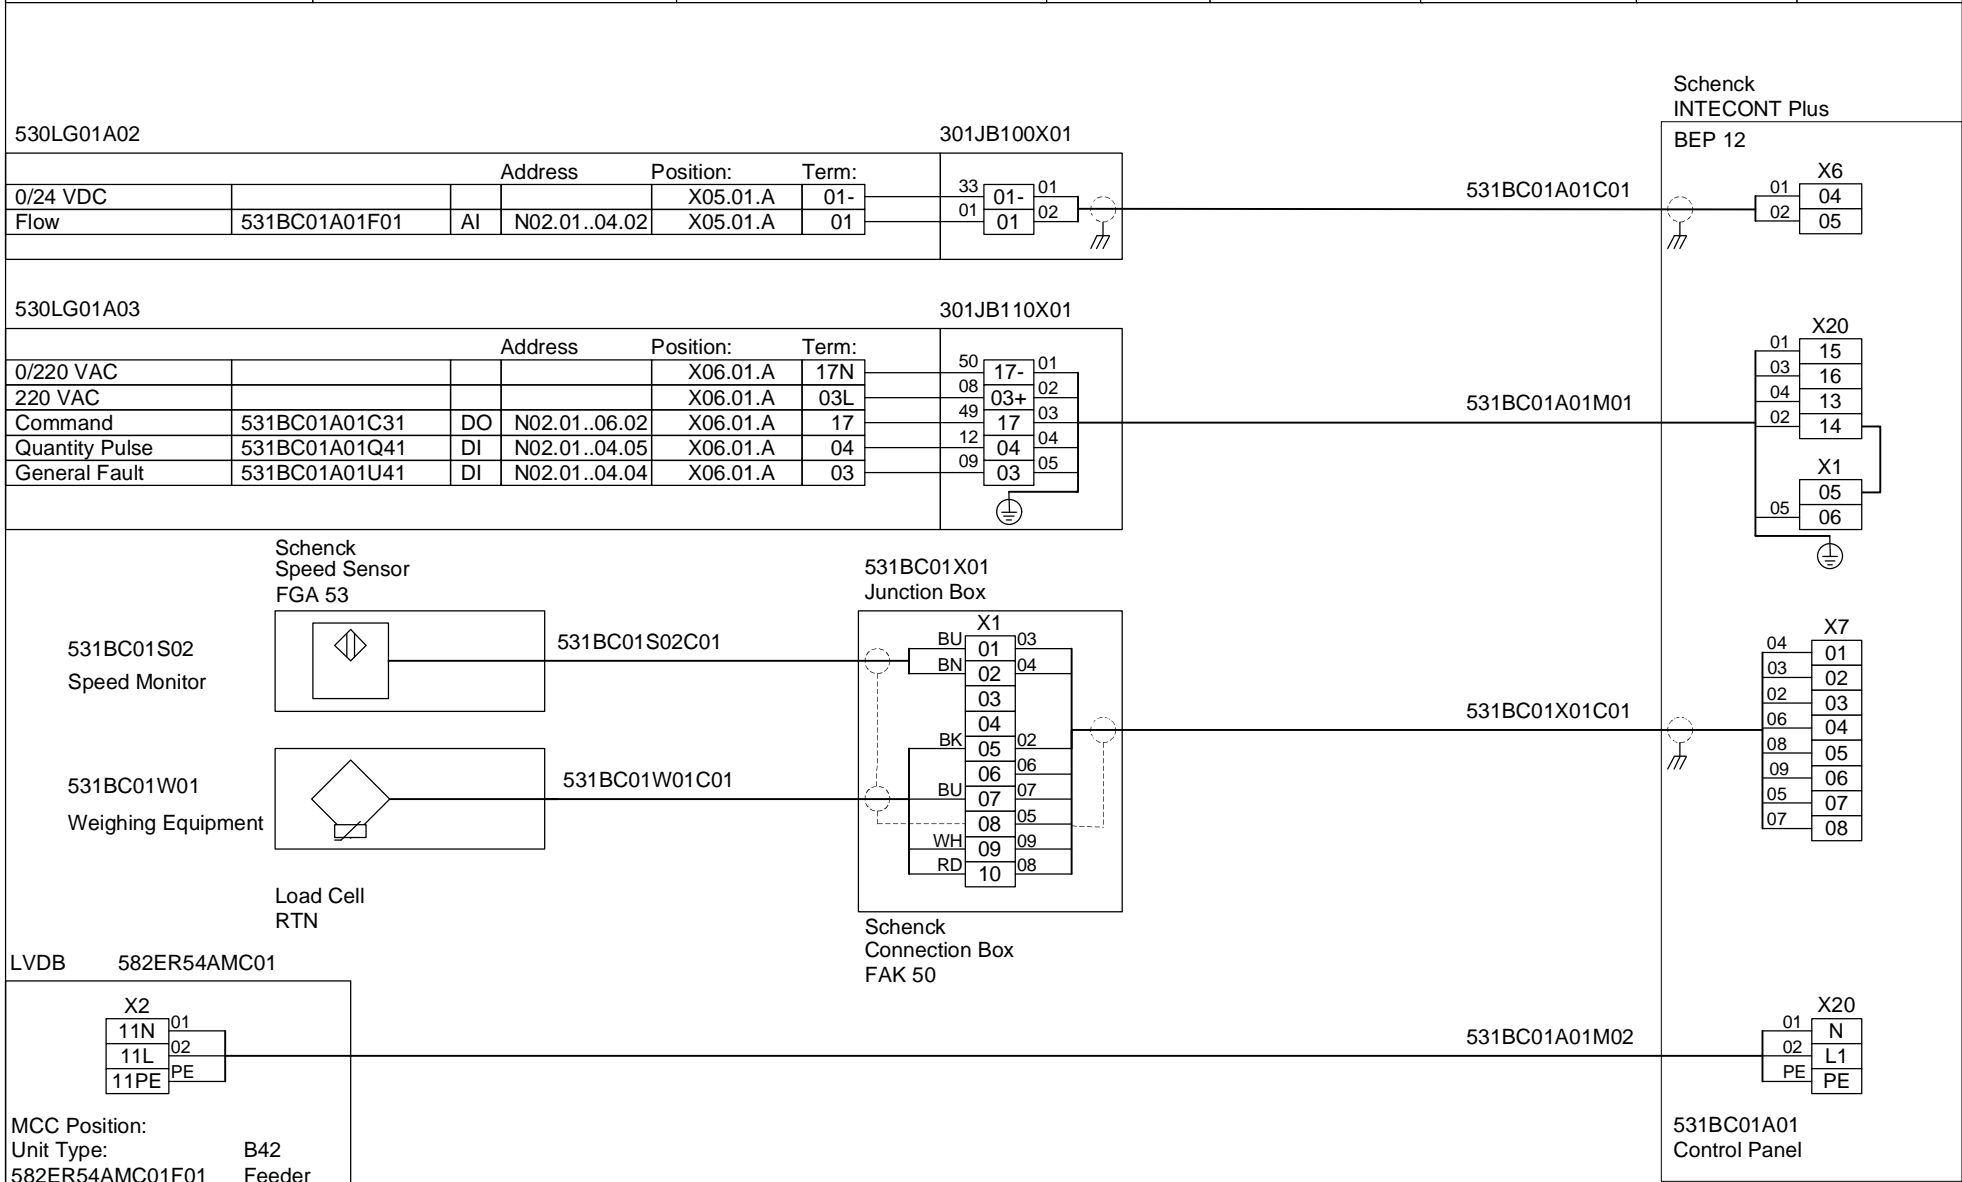 Schenck
INTECONT Plus
530LG01A02 301JB100X01 BEP 12
Address Position: Term: X6
0/24 VDC X05.01.A 01- 33 01- 01 531BC01A01C01 01 04
Flow 531BC01A01F01 AI N02.01..04.02 X05.01.A 01 01 01 02 02 05
530LG01A03 301JB110X01
Address Position: Term: X20
0/220 VAC X06.01.A 17N 50 17- 01 01 15
220 VAC X06.01.A 03L 08 03+ 02 03 16
Command 531BC01A01C31 DO N02.01..06.02 X06.01.A 17 49 17 03 531BC01A01M01 04 13
Quantity Pulse 531BC01A01Q41 DI N02.01..04.05 X06.01.A 04 12 04 04 02 14
General Fault 531BC01A01U41 DI N02.01..04.04 X06.01.A 03 09 03 05
X1
05
05 06
Schenck
Speed Sensor
FGA 53
531BC01X01
Junction Box
531BC01S02
Speed Monitor
531BC01S02C01
X1
BU 01 03
BN 02 04
03
04
BK 05 02
06 06
BU 07 07
08 05
WH 09 09
RD 10 08
531BC01W01
Weighing Equipment
531BC01W01C01
Load Cell
RTN
Schenck
Connection Box
FAK 50
531BC01X01C01
X7
04 01
03 02
02 03
06 04
08 05
09 06
05 07
07 08
LVDB 582ER54AMC01
X2
11N 01
11L 02
11PE PE
531BC01A01M02
X20
01 N
02 L1
PE PE
MCC Position:
Unit Type: B42
582ER54AMC01F01 Feeder
531BC01A01
Control Panel